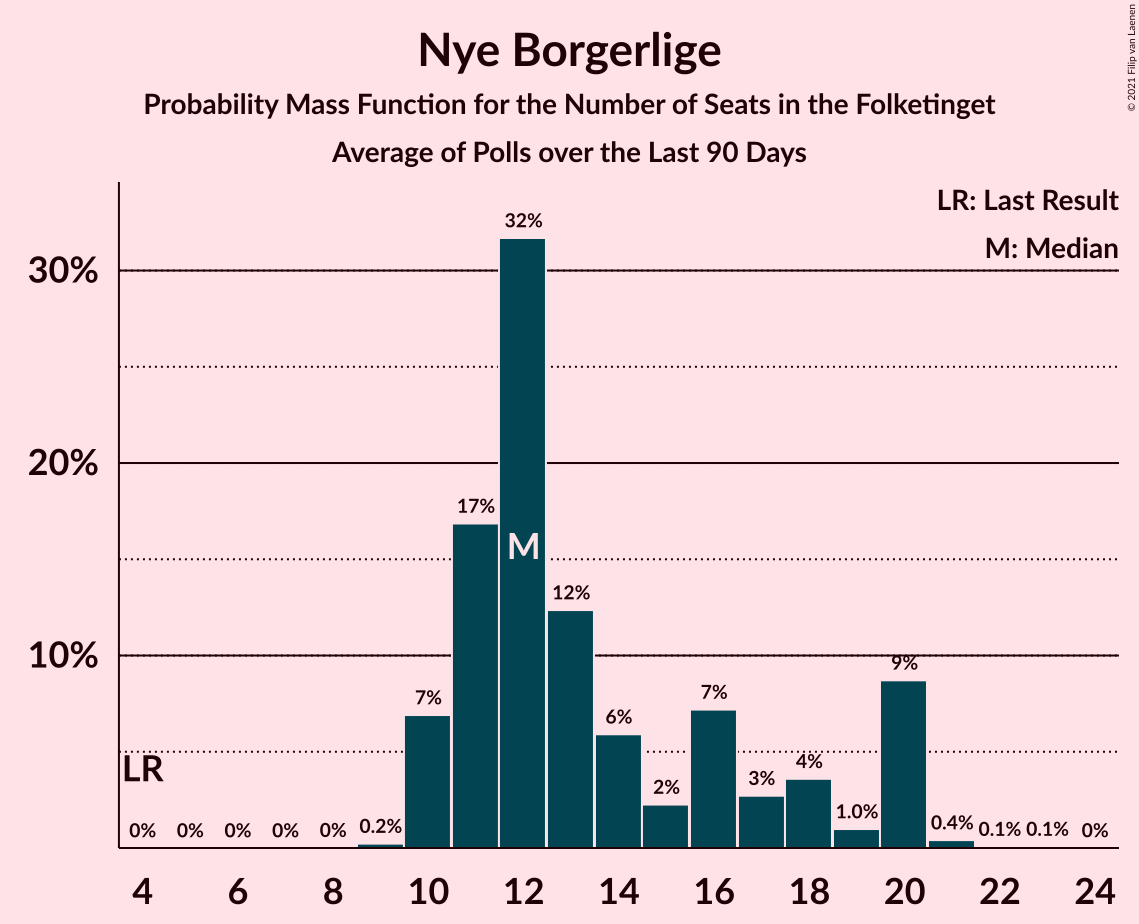 Nye Borgerlige
Probability Mass Function for the Number of Seats in the Folketinget
Average of Polls over the Last 90 Days
© 2021 Filip van Laenen
LR: Last Result
M: Median
30%
20%
10%
32%
17%
M
12%
7%
6%
2%
7%
3%
4%
1.0%
9%
0.4%
0.1%
0.1%
0%
LR
0%
0%
0%
0%
0%
0.2%
4 6 8 10 12 14 16 18 20 22 24